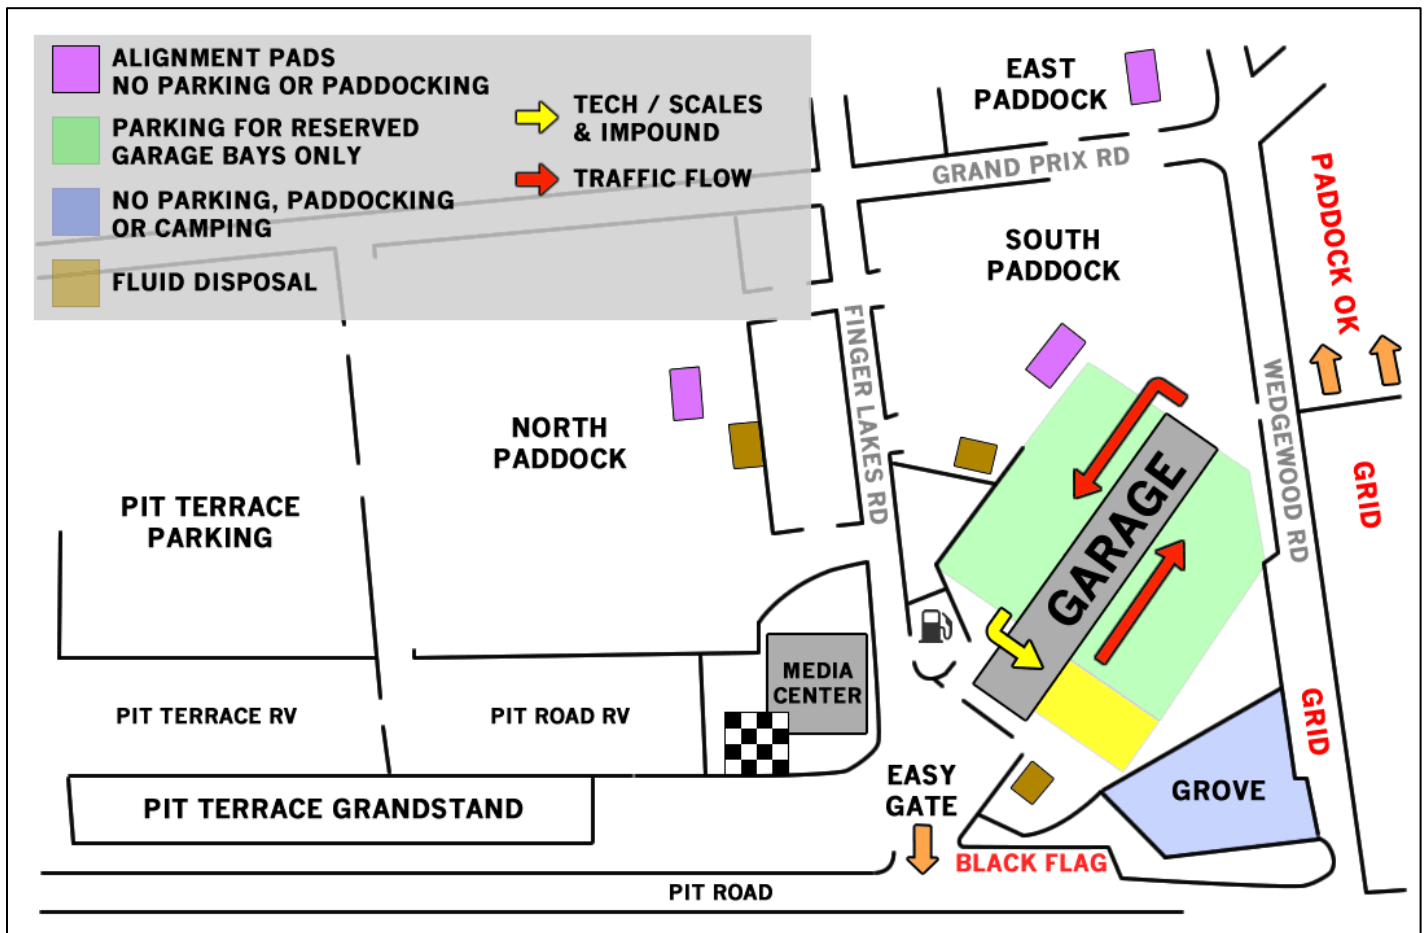 ALIGNMENT PADS
NO PARKING OR PADDOCKING
PARKING FOR RESERVED
GARAGE BAYS ONLY
NO PARKING, PADDOCKING
OR CAMPING
FLUID DISPOSAL
TECH / SCALES
& IMPOUND
TRAFFIC FLOW
EAST
PADDOCK
GRAND PRIX RD
SOUTH
PADDOCK
PADDOCK OK
FINGER LAKES RD
WEDGEWOOD RD
NORTH
PADDOCK
GRID
PIT TERRACE
PARKING
GARAGE
MEDIA
CENTER
PIT TERRACE RV
PIT ROAD RV
GRID
EASY
GATE
GROVE
PIT TERRACE GRANDSTAND
BLACK FLAG
PIT ROAD